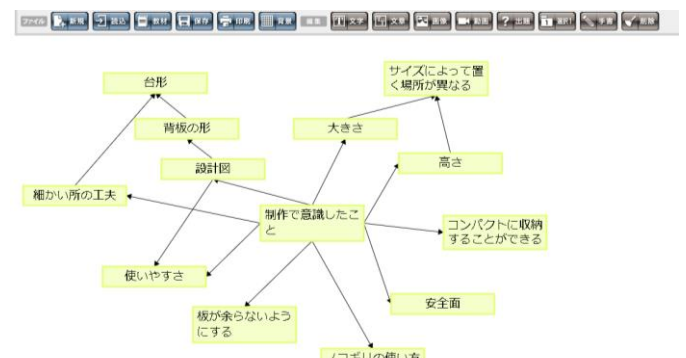 ファイル 新規 読込 教材 保存 印刷 背景 編集 文字 文章 画像 動画 出題 選択1 手書 削除
サイズによって置
く場所が異なる
台形
背板の形
大きさ
設計図
高さ
細かい所の工夫
制作で意識したこ
と
コンパクトに収納
することができる
使いやすさ
安全面
板が余らないよう
にする
ノコギリの使い方